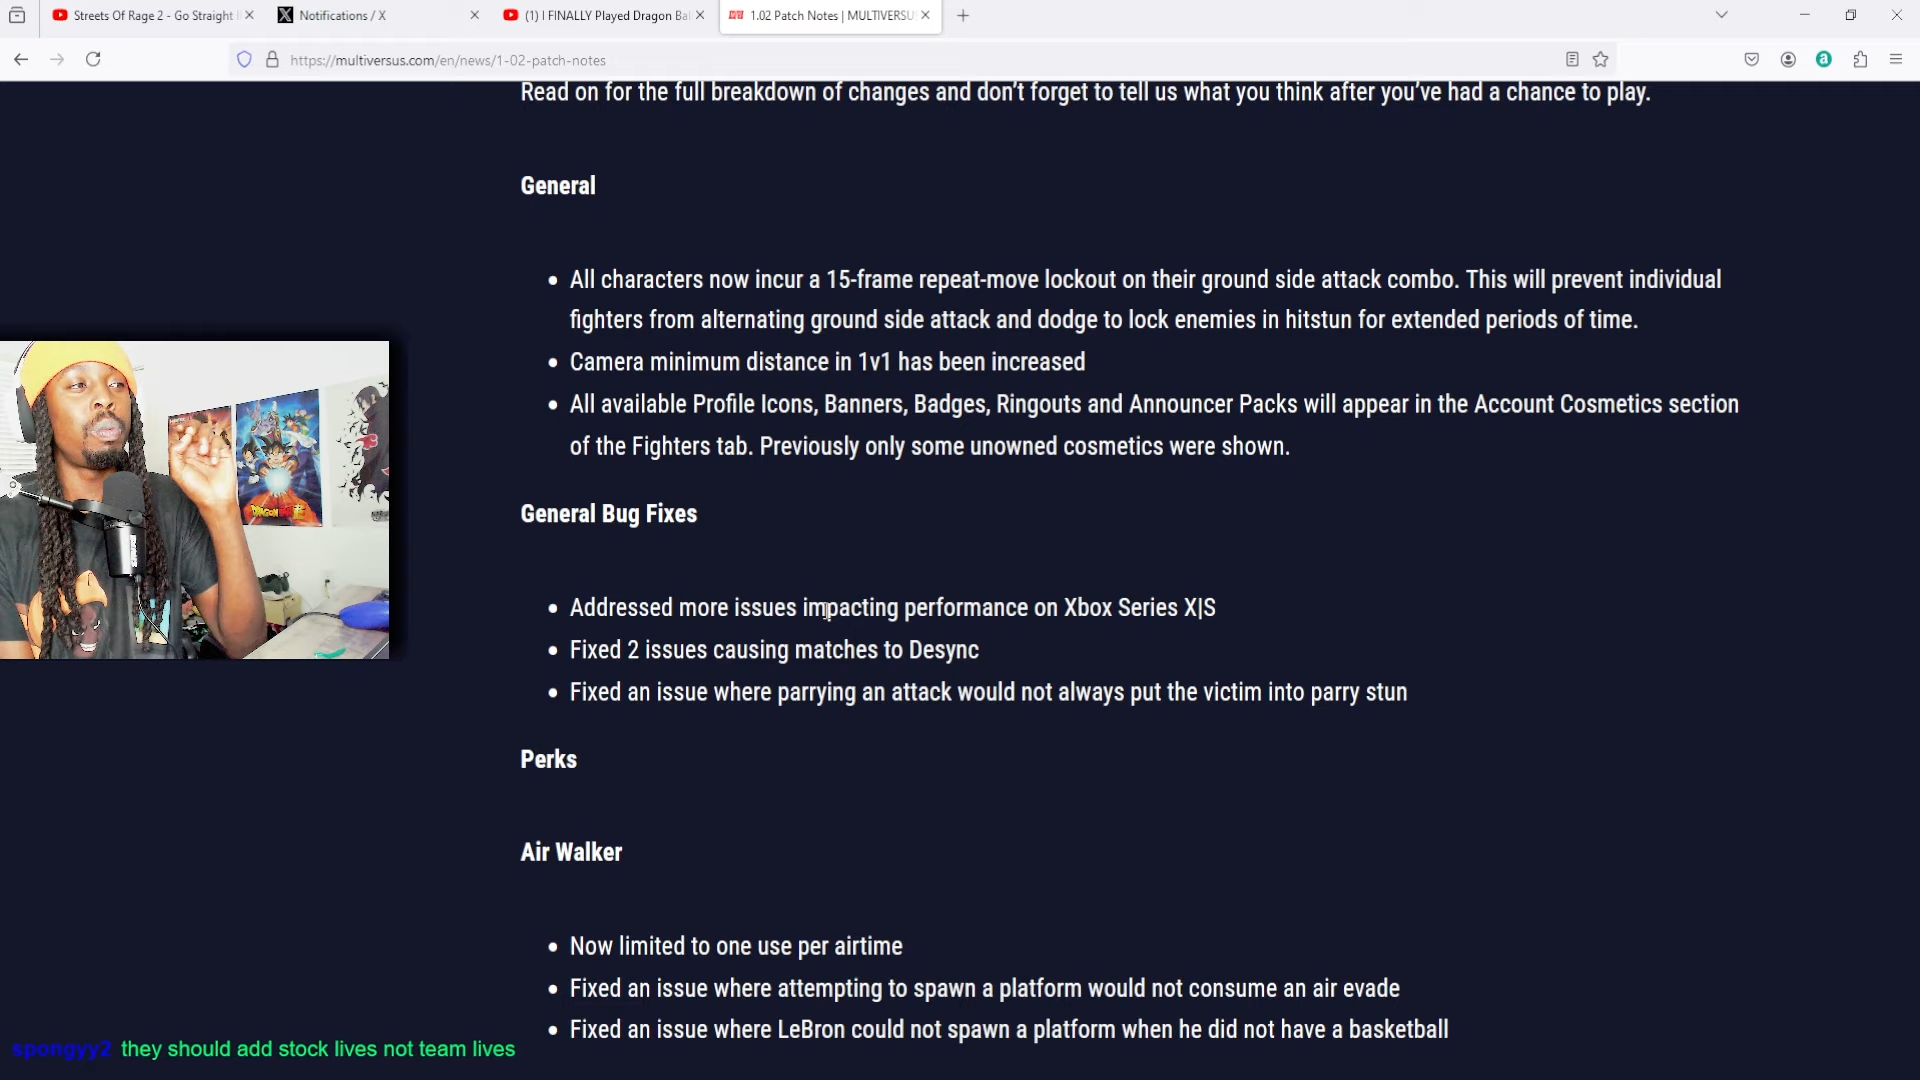 Streets Of Rage 2 - Go Straight
Notifications / X
(1) I FINALLY Played Dragon Bal
1.02 Patch Notes | MULTIVERSU
https://multiversus.com/en/news/1-02-patch-notes
Read on for the full breakdown of changes and don’t forget to tell us what you think after you’ve had a chance to play.
General
• All characters now incur a 15-frame repeat-move lockout on their ground side attack combo. This will prevent individual
fighters from alternating ground side attack and dodge to lock enemies in hitstun for extended periods of time.
• Camera minimum distance in 1v1 has been increased
• All available Profile Icons, Banners, Badges, Ringouts and Announcer Packs will appear in the Account Cosmetics section
of the Fighters tab. Previously only some unowned cosmetics were shown.
General Bug Fixes
• Addressed more issues impacting performance on Xbox Series X|S
• Fixed 2 issues causing matches to Desync
• Fixed an issue where parrying an attack would not always put the victim into parry stun
Perks
Air Walker
• Now limited to one use per airtime
• Fixed an issue where attempting to spawn a platform would not consume an air evade
• Fixed an issue where LeBron could not spawn a platform when he did not have a basketball
spongyy2 they should add stock lives not team lives